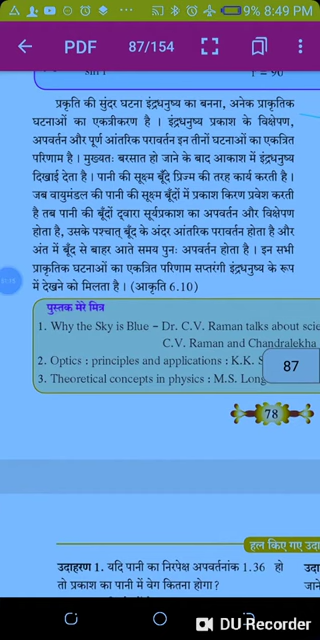 9% 8:49 PM
PDF 87/154
sin i r = 90
प्रकृति की सुंदर घटना इंद्रधनुष्य का बनना, अनेक प्राकृतिक
घटनाओं का एकत्रीकरण है । इंद्रधनुष्य प्रकाश के विक्षेपण,
अपवर्तन और पूर्ण आंतरिक परावर्तन इन तीनों घटनाओं का एकत्रित
परिणाम है । मुख्यतः बरसात हो जाने के बाद आकाश में इंद्रधनुष्य
दिखाई देता है । पानी की सूक्ष्म बूँदे प्रिज्म की तरह कार्य करती है ।
जब वायुमंडल की पानी की सूक्ष्म बूँदों में प्रकाश किरण प्रवेश करती
है तब पानी की बूँदों द्वारा सूर्यप्रकाश का अपवर्तन और विक्षेपण
होता है, उसके पश्चात् बूँद के अंदर आंतरिक परावर्तन होता है और
अंत में बूँद से बाहर आते समय पुनः अपवर्तन होता है । इन सभी
प्राकृतिक घटनाओं का एकत्रित परिणाम सप्तरंगी इंद्रधनुष्य के रूप
में देखने को मिलता है । (आकृति 6.10)
पुस्तक मेरे मित्र
1. Why the Sky is Blue – Dr. C.V. Raman talks about scie
C.V. Raman and Chandralekha
2. Optics : principles and applications : K.K. S
3. Theoretical concepts in physics : M.S. Long
87
78
हल किए गए उदा
उदाहरण 1. यदि पानी का निरपेक्ष अपवर्तनांक 1.36 हो उदा
तो प्रकाश का पानी में वेग कितना होगा ? जाने
DU Recorder